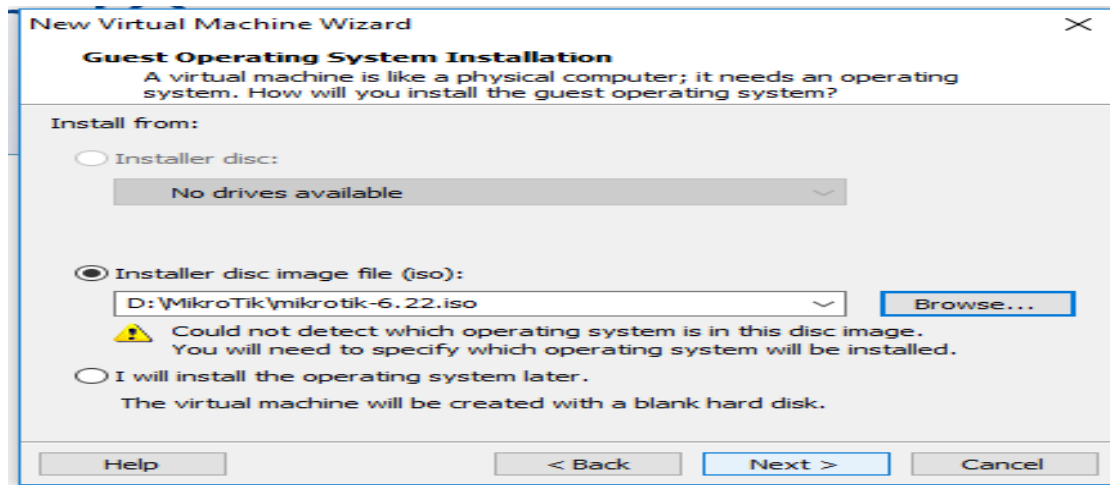 New Virtual Machine Wizard
Guest Operating System Installation
A virtual machine is like a physical computer; it needs an operating
system. How will you install the guest operating system?
Install from:
Installer disc:
No drives available
Installer disc image file (iso):
D:\MikroTik\mikrotik-6.22.iso
Browse...
Could not detect which operating system is in this disc image.
You will need to specify which operating system will be installed.
I will install the operating system later.
The virtual machine will be created with a blank hard disk.
Help
< Back
Next >
Cancel